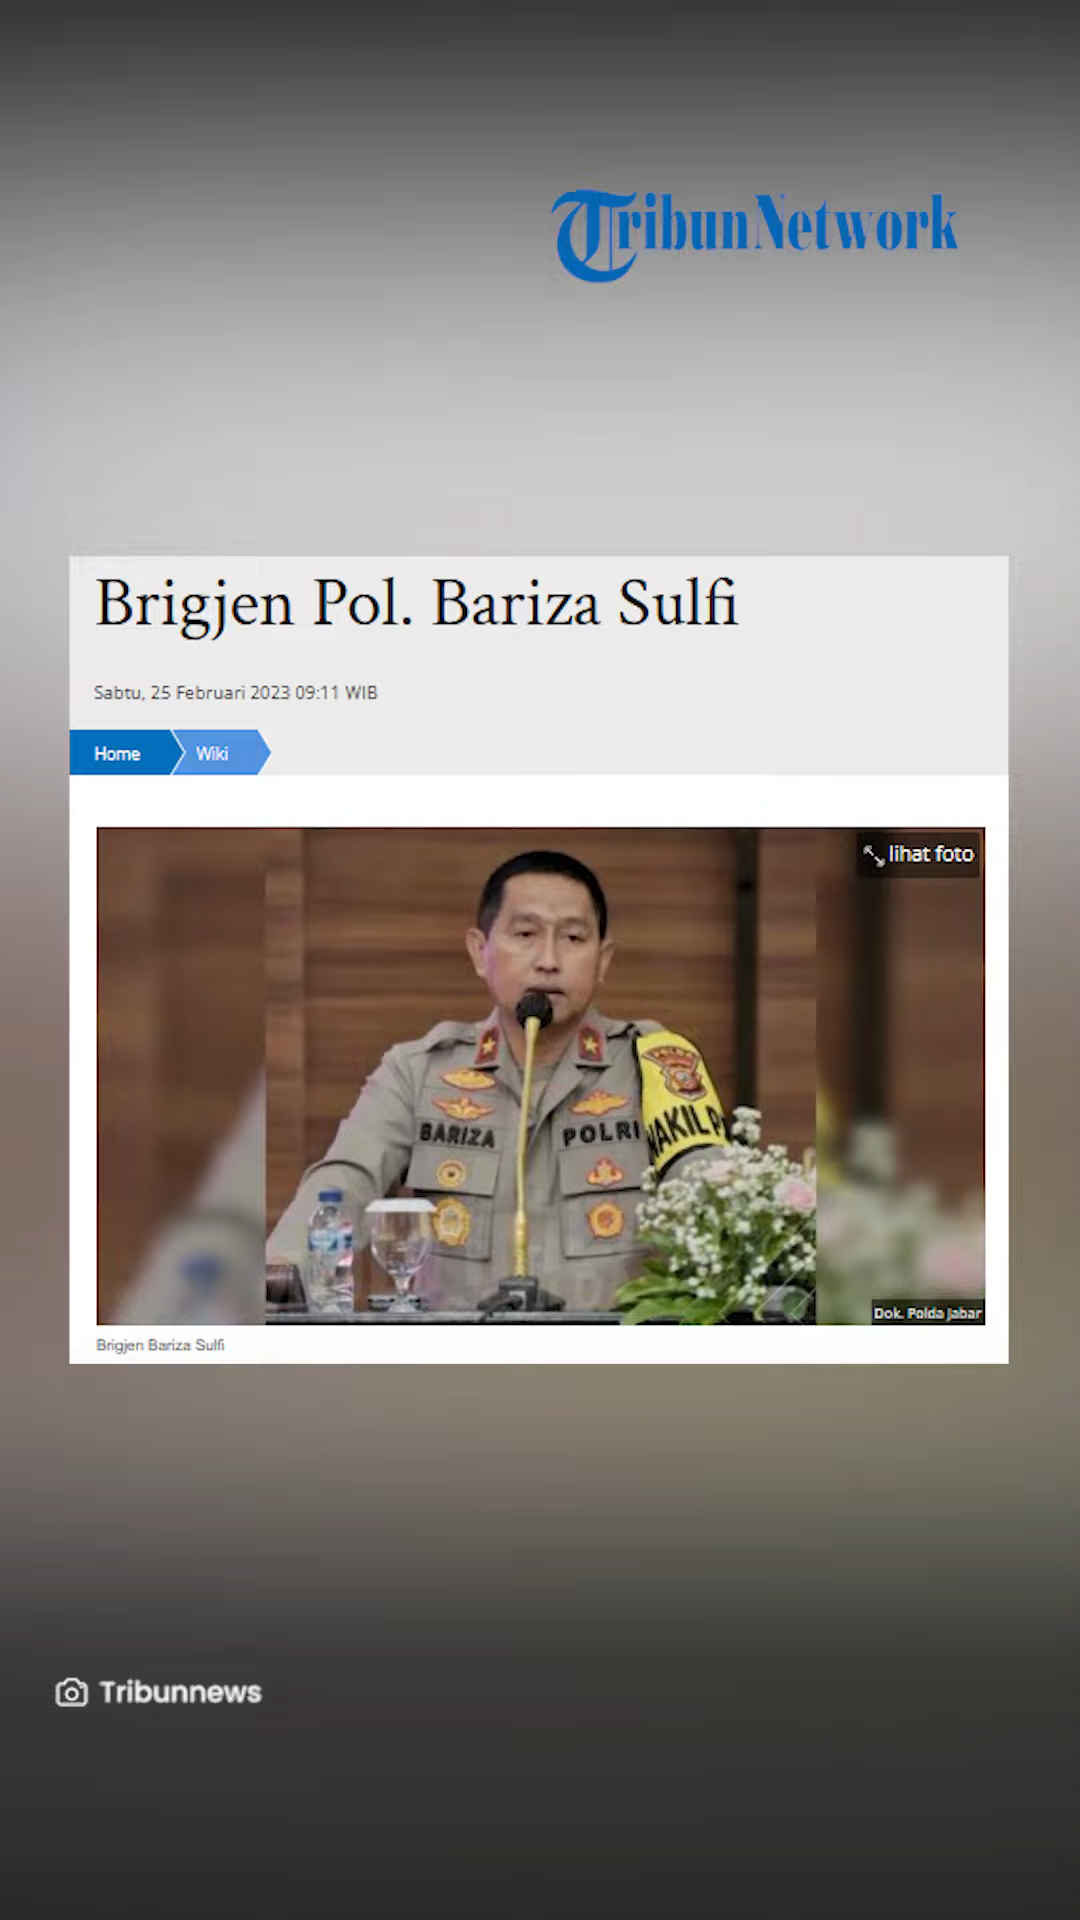 TribunNetwork
Brigjen Pol. Bariza Sulfi
Sabtu, 25 Februari 2023 09:11 WIB
Home
Wiki
lihat foto
POLDA
BARIZA
POLRI
Dok. Polda Jabar
Brigjen Bariza Sulfi
Tribunnews